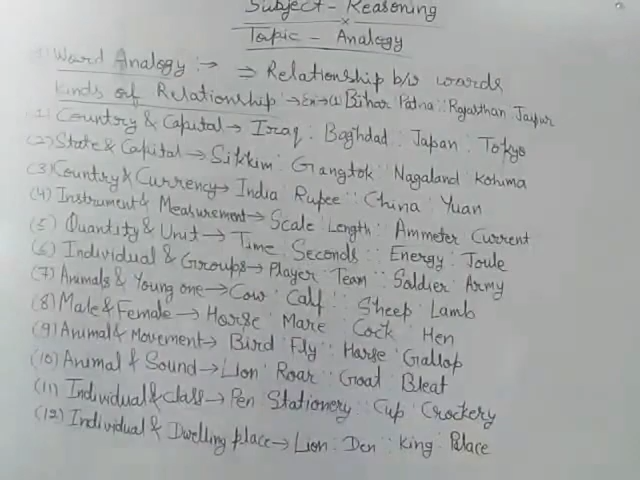 Subject - Reasoning
Topic - Analogy
Word Analogy :→ ⇒ Relationship b/w words
Kinds of Relationship → Ex → (1) Bihar : Patna :: Rajasthan : Jaipur
(1) Country & Capital → Iraq : Baghdad :: Japan : Tokyo
(2) State & Capital → Sikkim : Gangtok :: Nagaland : Kohima
(3) Kountry & Currency → India : Rupee :: China : Yuan
(4) Instrument & Measurement → Scale : Length :: Ammeter : Current
(5) Quantity & Unit → Time : Seconds :: Energy : Joule
(6) Individual & Groups → Player : Team :: Soldier : Army
(7) Animals & Young one → Cow : Calf :: Sheep : Lamb
(8) Male & Female → Horse : Mare :: Cock : Hen
(9) Animal & Movement → Bird : Fly :: Horse : Gallop
(10) Animal & Sound → Lion : Roar :: Goat : Bleat
(11) Individual & class → Pen : Stationery :: Cup : Crockery
(12) Individual & Dwelling place → Lion : Den :: King : Palace